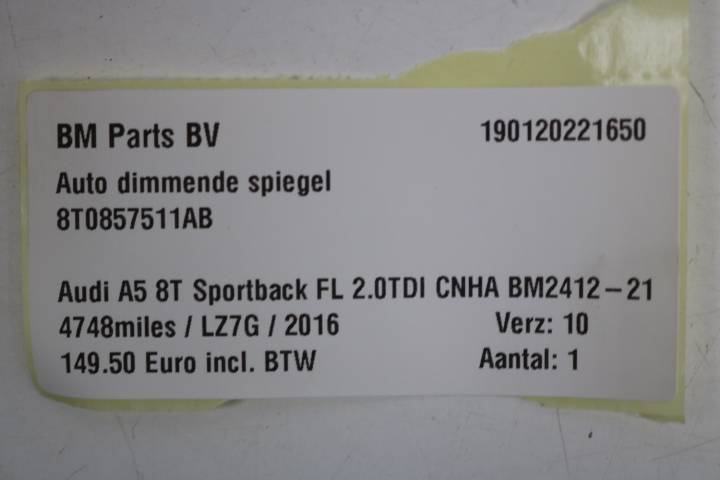 BM Parts BV 190120221650
Auto dimmende spiegel
8T0857511AB
Audi A5 8T Sportback FL 2.0TDI CNHA BM2412-21
4748miles / LZ7G / 2016 Verz: 10
149.50 Euro incl. BTW Aantal: 1